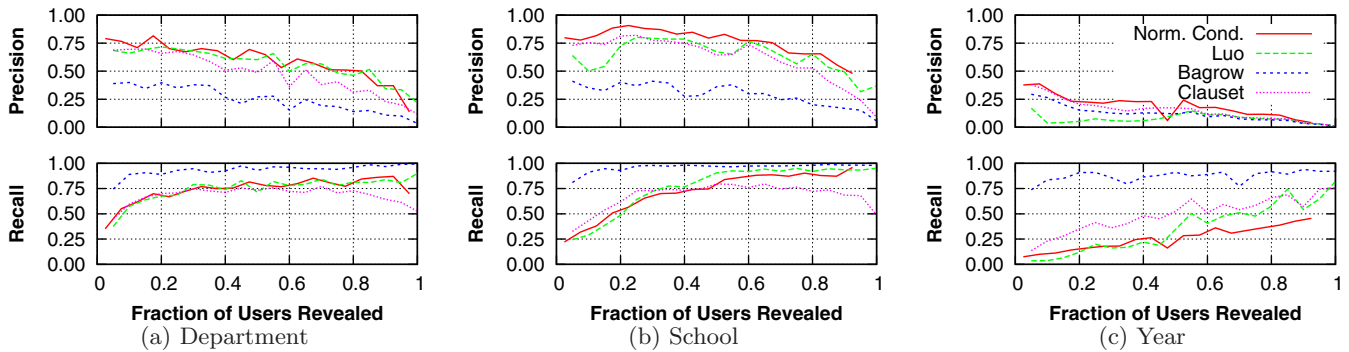 Precision
1.00
0.75
0.50
0.25
0.00
Recall
1.00
0.75
0.50
0.25
0.00
0 0.2 0.4 0.6 0.8 1
Fraction of Users Revealed
(a) Department
Precision
1.00
0.75
0.50
0.25
0.00
Recall
1.00
0.75
0.50
0.25
0.00
0 0.2 0.4 0.6 0.8 1
Fraction of Users Revealed
(b) School
Precision
1.00
0.75
0.50
0.25
0.00
Norm. Cond.
Luo
Bagrow
Clauset
Recall
1.00
0.75
0.50
0.25
0.00
0 0.2 0.4 0.6 0.8 1
Fraction of Users Revealed
(c) Year